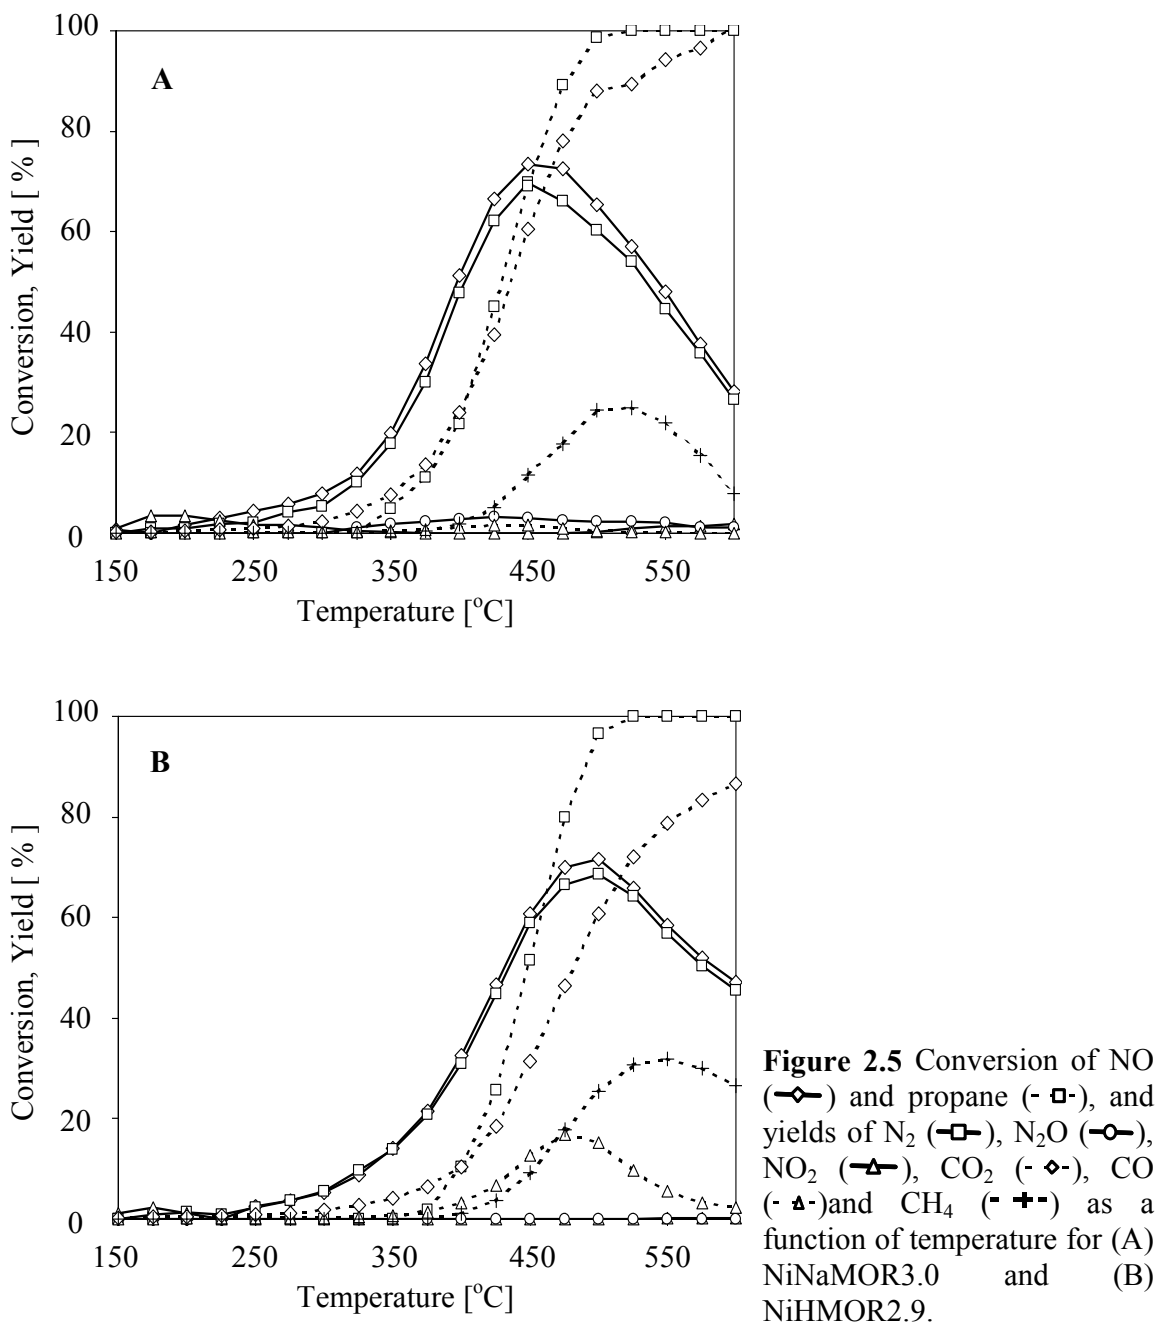 100
80
60
40
20
0
Conversion, Yield [ % ]
A
150
250
350
450
550
Temperature [°C]
100
80
60
40
20
0
Conversion, Yield [ % ]
B
150
250
350
450
550
Temperature [°C]
Figure 2.5 Conversion of NO
( ) and propane ( ), and
yields of N₂ ( ), N₂O ( ),
NO₂ ( ), CO₂ ( ), CO
( )and CH₄ ( ) as a
function of temperature for (A)
NiNaMOR3.0 and (B)
NiHMOR2.9.